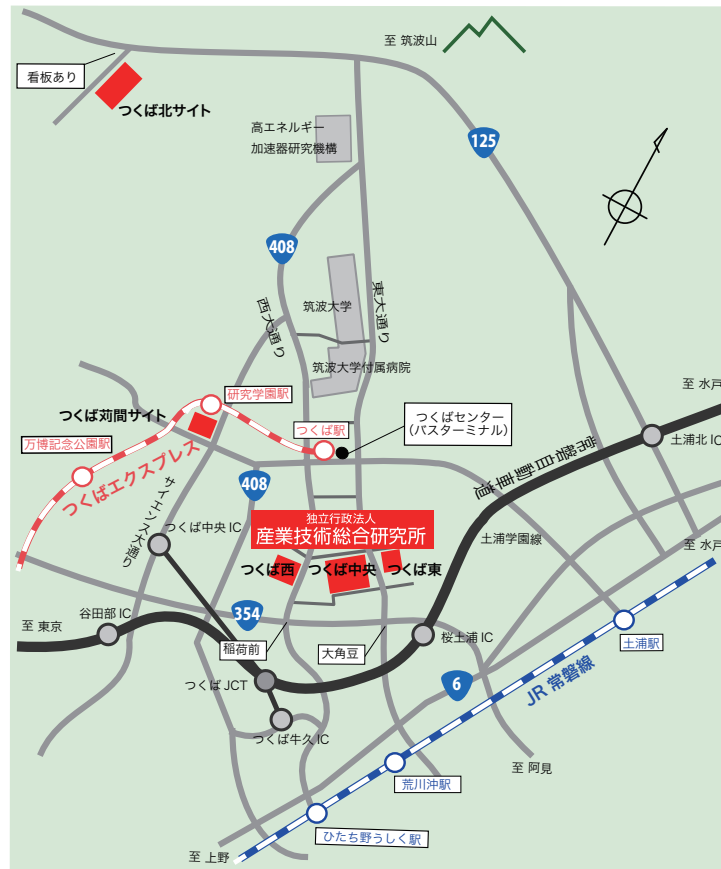 至 筑波山
看板あり
つくば北サイト
高エネルギー
加速器研究機構
125
408
西大通り
筑波大学
東大通り
筑波大学付属病院
至 水戸
研究学園駅
つくば苅間サイト
つくば駅
つくばセンター
(バスターミナル)
万博記念公園駅
つくばエクスプレス
常磐自動車道
土浦北 IC
408
サイエンス大通り
つくば中央 IC
独立行政法人
産業技術総合研究所
土浦学園線
至 水戸
つくば西
つくば中央
つくば東
354
至 東京
谷田部 IC
稲荷前
大角豆
桜土浦 IC
土浦駅
つくば JCT
6
JR 常磐線
つくば牛久 IC
至 阿見
荒川沖駅
ひたち野うしく駅
至 上野